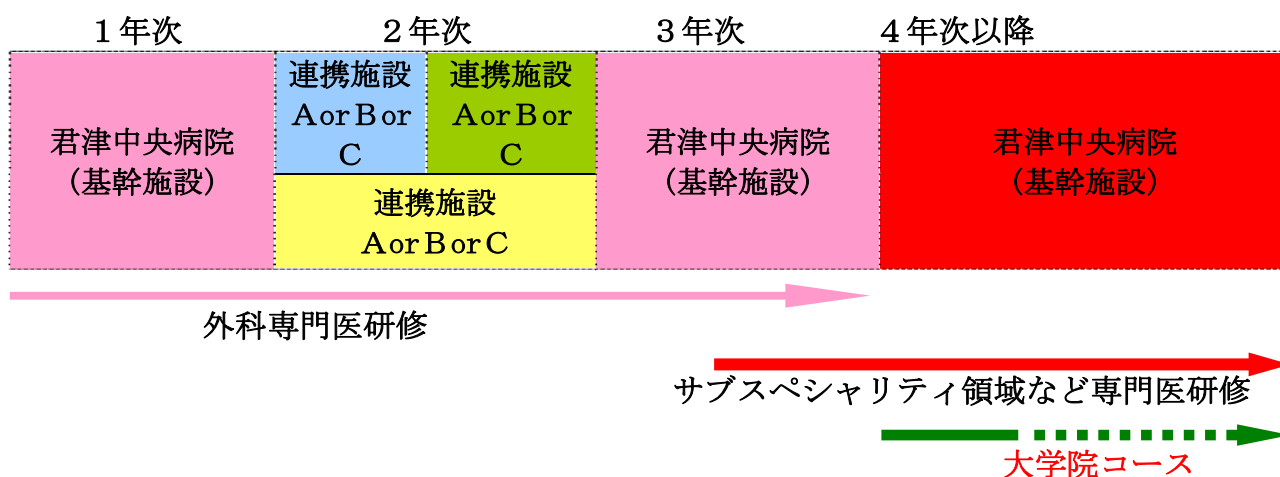 １年次
２年次
３年次
４年次以降
君津中央病院
（基幹施設）
連携施設
ＡorＢor
Ｃ
連携施設
ＡorＢor
Ｃ
連携施設
ＡorＢorＣ
君津中央病院
（基幹施設）
君津中央病院
（基幹施設）
外科専門医研修
サブスペシャリティ領域など専門医研修
大学院コース